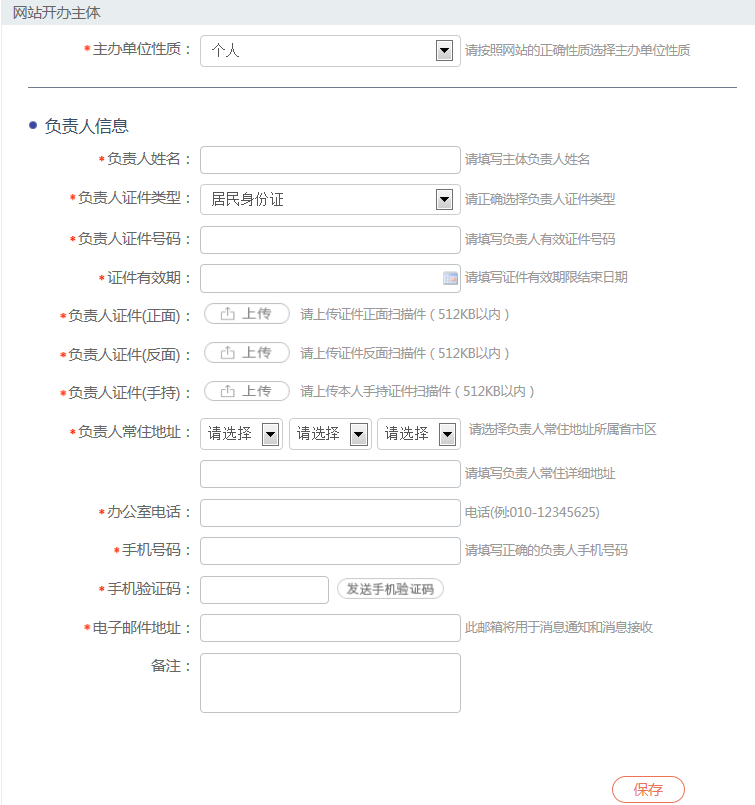 网站开办主体
*主办单位性质： 个人 请按照网站的正确性质选择主办单位性质
负责人信息
*负责人姓名： 请填写主体负责人姓名
*负责人证件类型： 居民身份证 请正确选择负责人证件类型
*负责人证件号码： 请填写负责人有效证件号码
*证件有效期： 请填写证件有效期限结束日期
*负责人证件(正面)： 上传 请上传证件正面扫描件（512KB以内）
*负责人证件(反面)： 上传 请上传证件反面扫描件（512KB以内）
*负责人证件(手持)： 上传 请上传本人手持证件扫描件（512KB以内）
*负责人常住地址： 请选择 请选择 请选择 请选择负责人常住地址所属省市区
请填写负责人常住详细地址
*办公室电话： 电话(例:010-12345625)
*手机号码： 请填写正确的负责人手机号码
*手机验证码： 发送手机验证码
*电子邮件地址： 此邮箱将用于消息通知和消息接收
备注：
保存